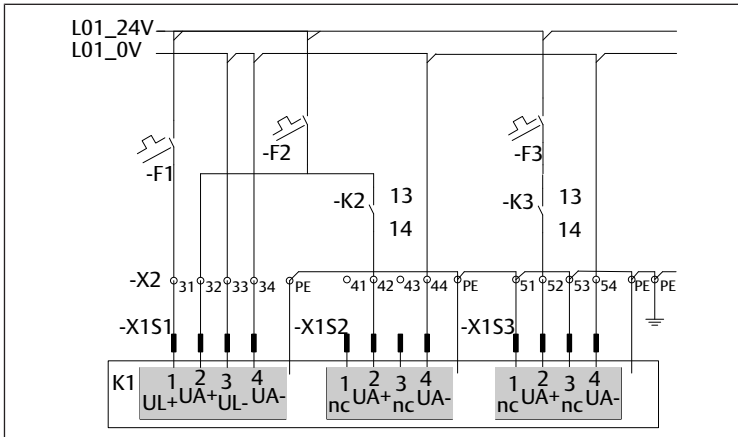 L01_24V
L01_0V
-F1
-F2
-F3
-K2 13 14
-K3 13 14
-X2 31 32 33 34 PE 41 42 43 44 PE 51 52 53 54 PE PE
-X1S1 -X1S2 -X1S3
K1
1 2 3 4
UL+ UA+ UL- UA-
1 2 3 4
nc UA+ nc UA-
1 2 3 4
nc UA+ nc UA-